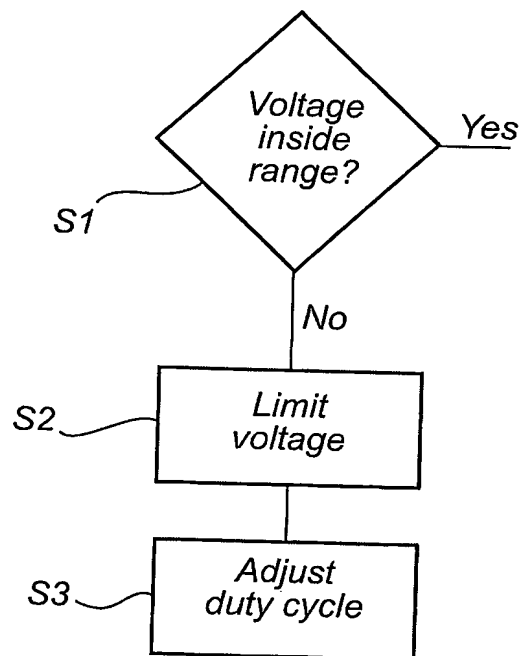 Voltage
inside
range?
Yes
S1
No
S2
Limit
voltage
S3
Adjust
duty cycle